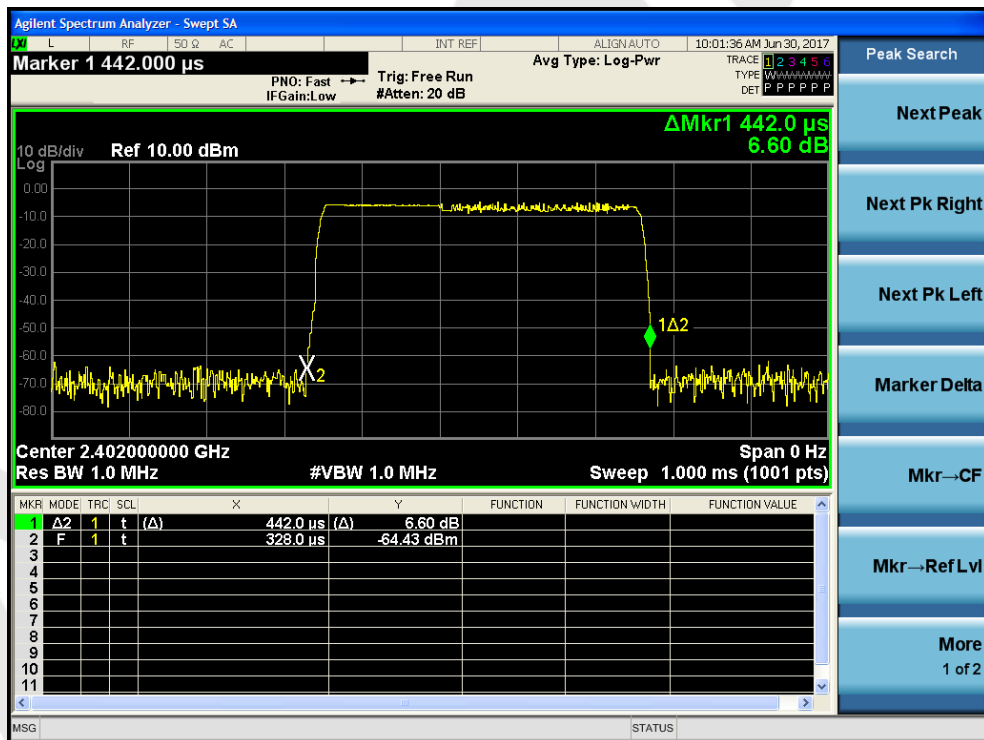 Agilent Spectrum Analyzer - Swept SA
LXI L RF 50 Ω AC INT REF ALIGN AUTO 10:01:36 AM Jun 30, 2017
Marker 1 442.000 μs
Avg Type: Log-Pwr
TRACE 1 2 3 4 5 6
PNO: Fast Trig: Free Run
TYPE W
IFGain:Low #Atten: 20 dB
DET P P P P P P
ΔMkr1 442.0 μs
6.60 dB
10 dB/div Ref 10.00 dBm
Log
0.00
-10.0
-20.0
-30.0
-40.0
-50.0
1Δ2
-60.0
X2
-70.0
-80.0
Center 2.402000000 GHz Span 0 Hz
Res BW 1.0 MHz #VBW 1.0 MHz Sweep 1.000 ms (1001 pts)
MKR MODE TRC SCL X Y FUNCTION FUNCTION WIDTH FUNCTION VALUE
1 Δ2 1 t (Δ) 442.0 μs (Δ) 6.60 dB
2 F 1 t 328.0 μs -64.43 dBm
3
4
5
6
7
8
9
10
11
MSG STATUS
Peak Search
Next Peak
Next Pk Right
Next Pk Left
Marker Delta
Mkr→CF
Mkr→Ref Lvl
More
1 of 2